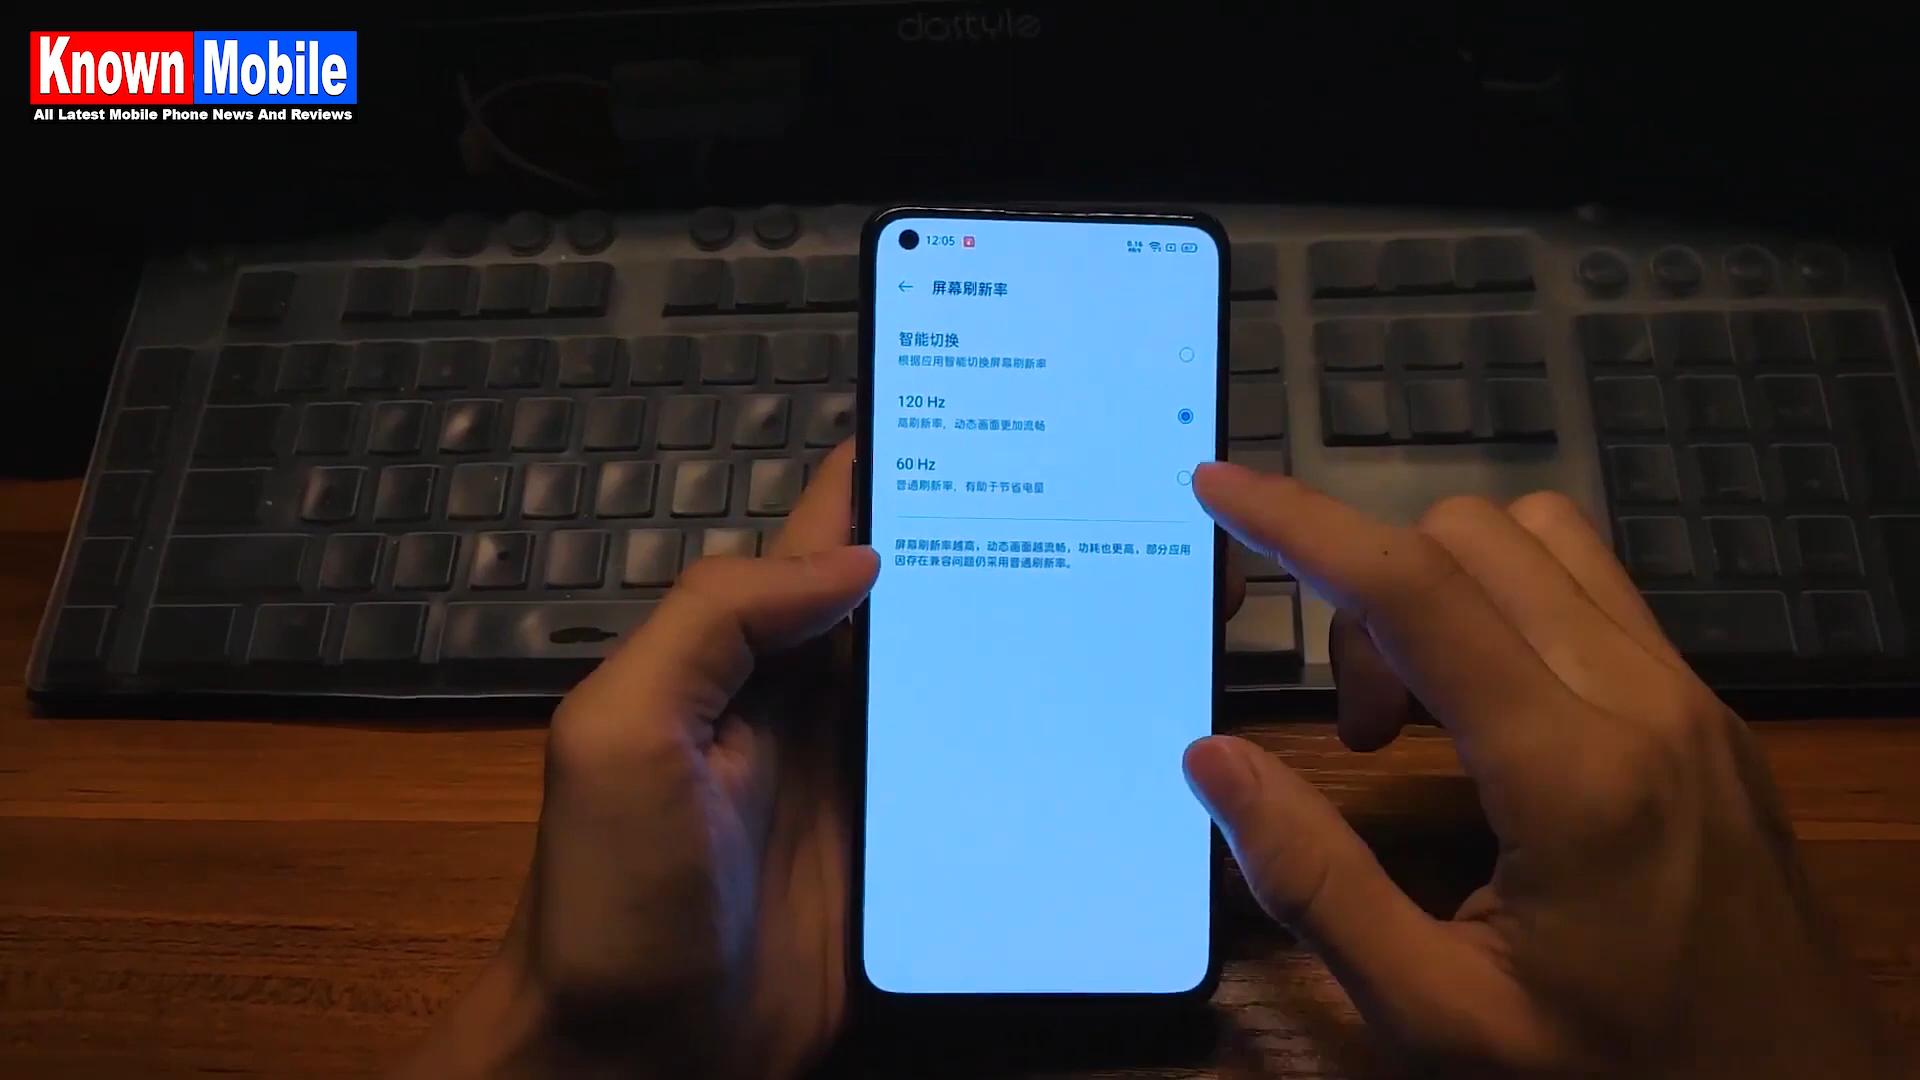 dostyle
Known Mobile
All Latest Mobile Phone News And Reviews
12:05
0.16
屏幕刷新率
智能切换
根据应用智能切换屏幕刷新率
120 Hz
高刷新率，动态画面更加流畅
60 Hz
普通刷新率，有助于节省电量
屏幕刷新率越高，动态画面越流畅，功耗也更高，部分应用
因存在兼容问题仍采用普通刷新率。